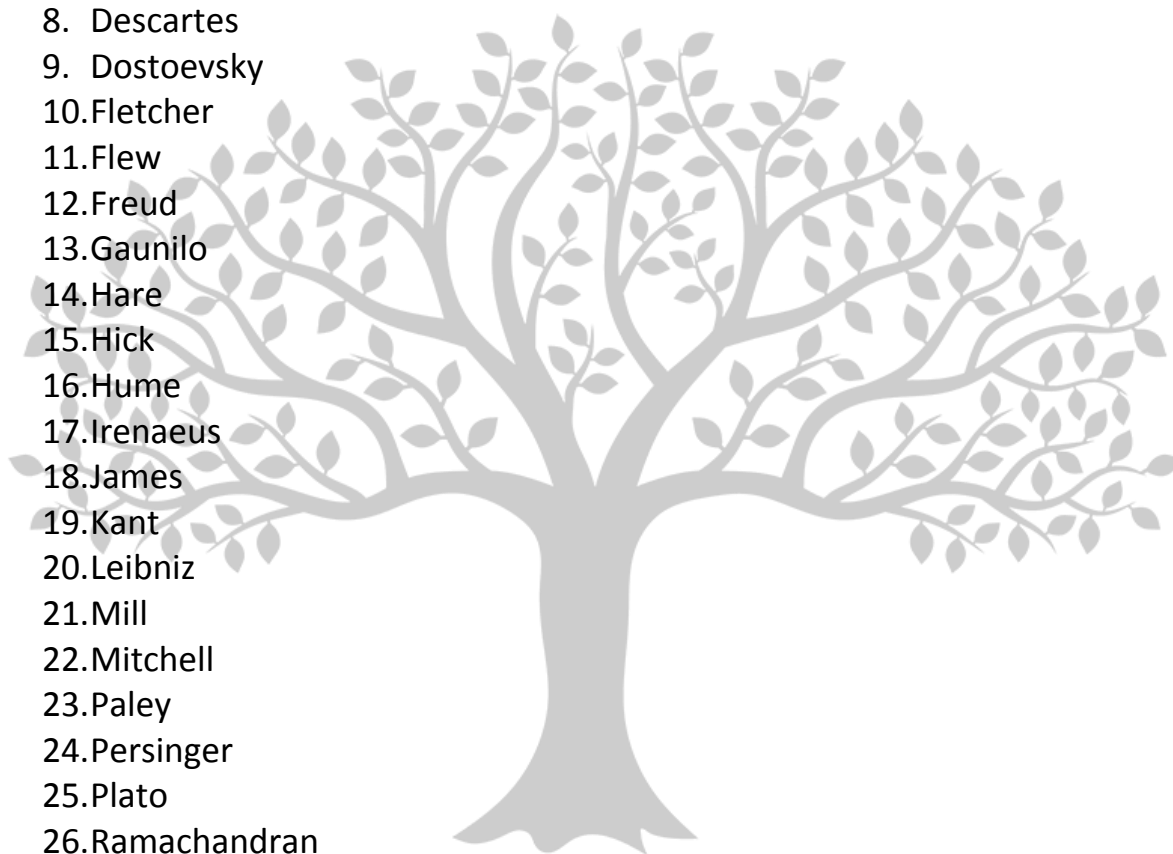 8. Descartes
9. Dostoevsky
10.Fletcher
11.Flew
12.Freud
13.Gaunilo
14.Hare
15.Hick
16.Hume
17.Irenaeus
18.James
19.Kant
20.Leibniz
21.Mill
22.Mitchell
23.Paley
24.Persinger
25.Plato
26.Ramachandran